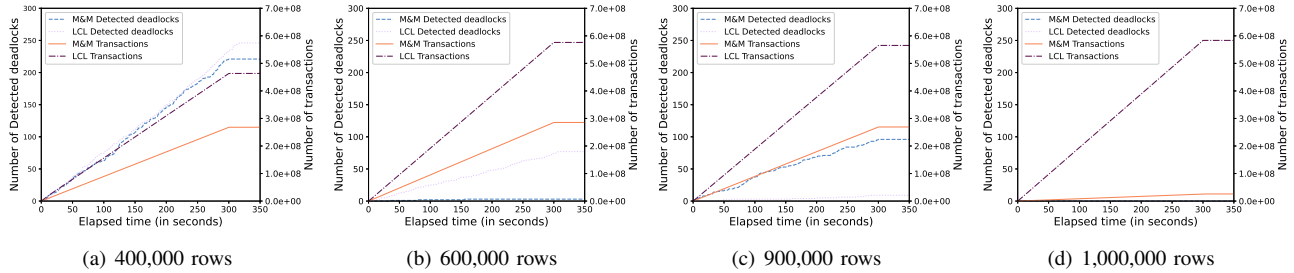 Number of Detected deadlocks
300
250
200
150
100
50
0
M&M Detected deadlocks
LCL Detected deadlocks
M&M Transactions
LCL Transactions
7.0e+08
6.0e+08
5.0e+08
4.0e+08
3.0e+08
2.0e+08
1.0e+08
0.0e+00
Number of transactions
0 50 100 150 200 250 300 350
Elapsed time (in seconds)
(a) 400,000 rows
Number of Detected deadlocks
300
250
200
150
100
50
0
M&M Detected deadlocks
LCL Detected deadlocks
M&M Transactions
LCL Transactions
7.0e+08
6.0e+08
5.0e+08
4.0e+08
3.0e+08
2.0e+08
1.0e+08
0.0e+00
Number of transactions
0 50 100 150 200 250 300 350
Elapsed time (in seconds)
(b) 600,000 rows
Number of Detected deadlocks
300
250
200
150
100
50
0
M&M Detected deadlocks
LCL Detected deadlocks
M&M Transactions
LCL Transactions
7.0e+08
6.0e+08
5.0e+08
4.0e+08
3.0e+08
2.0e+08
1.0e+08
0.0e+00
Number of transactions
0 50 100 150 200 250 300 350
Elapsed time (in seconds)
(c) 900,000 rows
Number of Detected deadlocks
300
250
200
150
100
50
0
M&M Detected deadlocks
LCL Detected deadlocks
M&M Transactions
LCL Transactions
7.0e+08
6.0e+08
5.0e+08
4.0e+08
3.0e+08
2.0e+08
1.0e+08
0.0e+00
Number of transactions
0 50 100 150 200 250 300 350
Elapsed time (in seconds)
(d) 1,000,000 rows